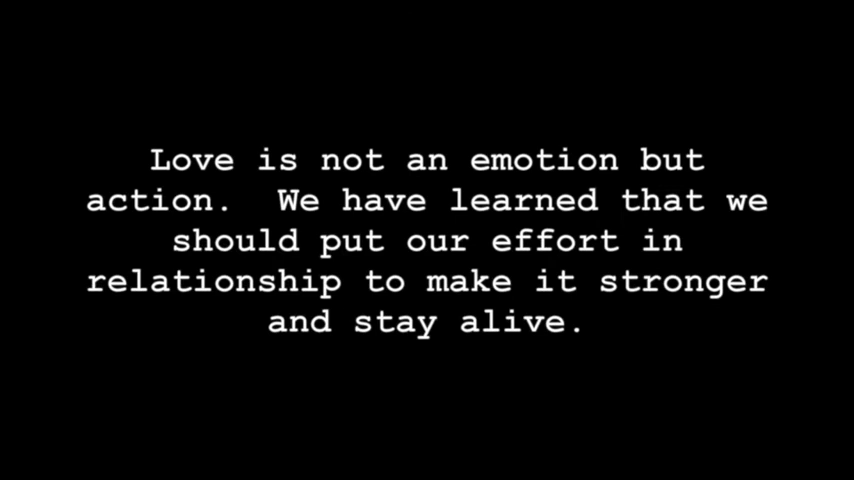 Love is not an emotion but
action.  We have learned that we
should put our effort in
relationship to make it stronger
and stay alive.